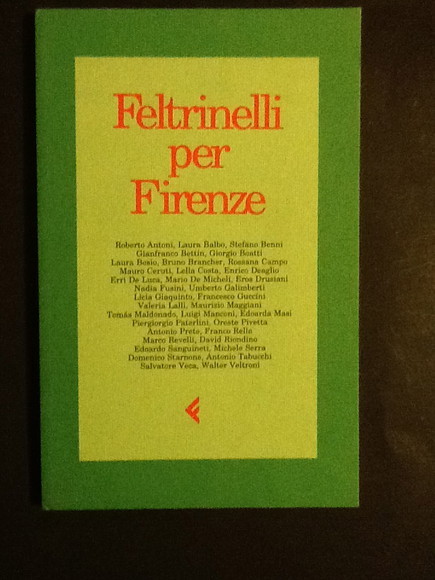 Feltrinelli
per
Firenze
Roberto Antoni, Laura Balbo, Stefano Benni
Gianfranco Bettin, Giorgio Boatti
Laura Bosio, Bruno Brancher, Rossana Campo
Mauro Ceruti, Lella Costa, Enrico Deaglio
Erri De Luca, Mario De Micheli, Eros Drusiani
Nadia Fusini, Umberto Galimberti
Licia Giaquinto, Francesco Guccini
Valeria Lalli, Maurizio Maggiani
Tomás Maldonado, Luigi Manconi, Edoarda Masi
Piergiorgio Paterlini, Oreste Pivetta
Antonio Prete, Franco Rella
Marco Revelli, David Riondino
Edoardo Sanguineti, Michele Serra
Domenico Starnone, Antonio Tabucchi
Salvatore Veca, Walter Veltroni